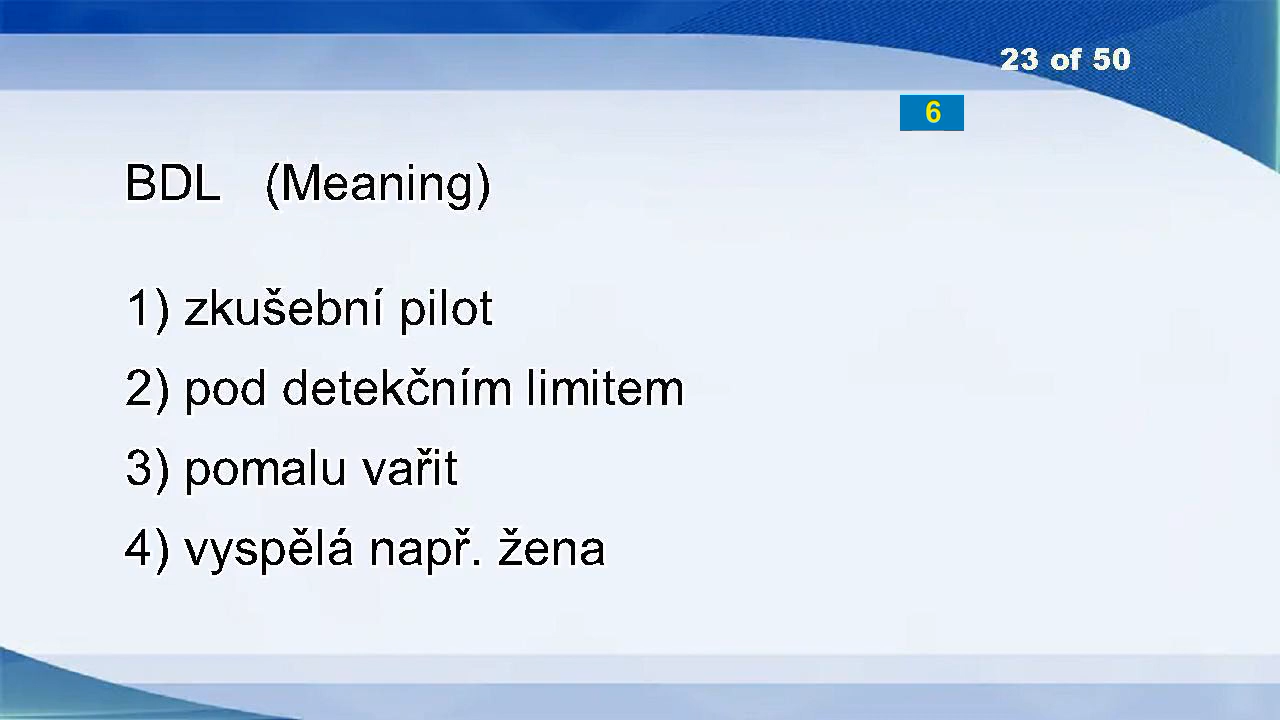 23 of 50
6
BDL (Meaning)
1) zkušební pilot
2) pod detekčním limitem
3) pomalu vařit
4) vyspělá např. žena